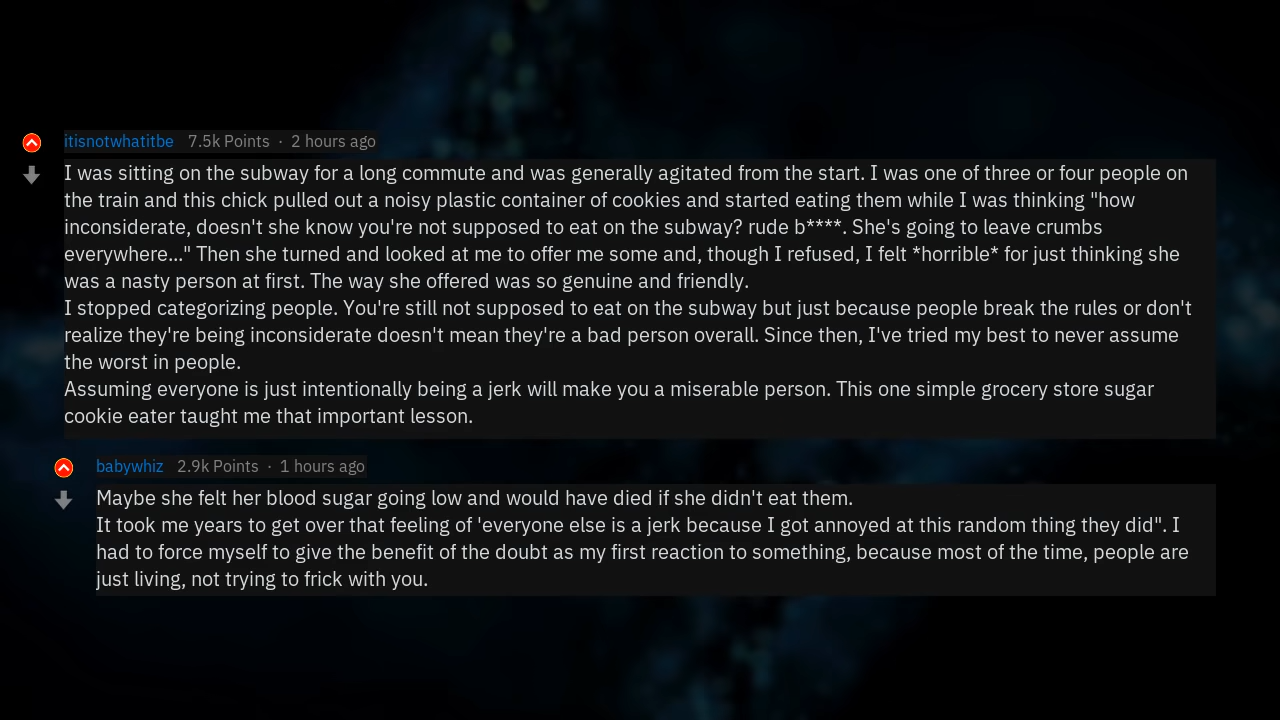 itisnotwhatitbe 7.5k Points · 2 hours ago
I was sitting on the subway for a long commute and was generally agitated from the start. I was one of three or four people on
the train and this chick pulled out a noisy plastic container of cookies and started eating them while I was thinking "how
inconsiderate, doesn't she know you're not supposed to eat on the subway? rude b****. She's going to leave crumbs
everywhere..." Then she turned and looked at me to offer me some and, though I refused, I felt *horrible* for just thinking she
was a nasty person at first. The way she offered was so genuine and friendly.
I stopped categorizing people. You're still not supposed to eat on the subway but just because people break the rules or don't
realize they're being inconsiderate doesn't mean they're a bad person overall. Since then, I've tried my best to never assume
the worst in people.
Assuming everyone is just intentionally being a jerk will make you a miserable person. This one simple grocery store sugar
cookie eater taught me that important lesson.
babywhiz 2.9k Points · 1 hours ago
Maybe she felt her blood sugar going low and would have died if she didn't eat them.
It took me years to get over that feeling of 'everyone else is a jerk because I got annoyed at this random thing they did". I
had to force myself to give the benefit of the doubt as my first reaction to something, because most of the time, people are
just living, not trying to frick with you.